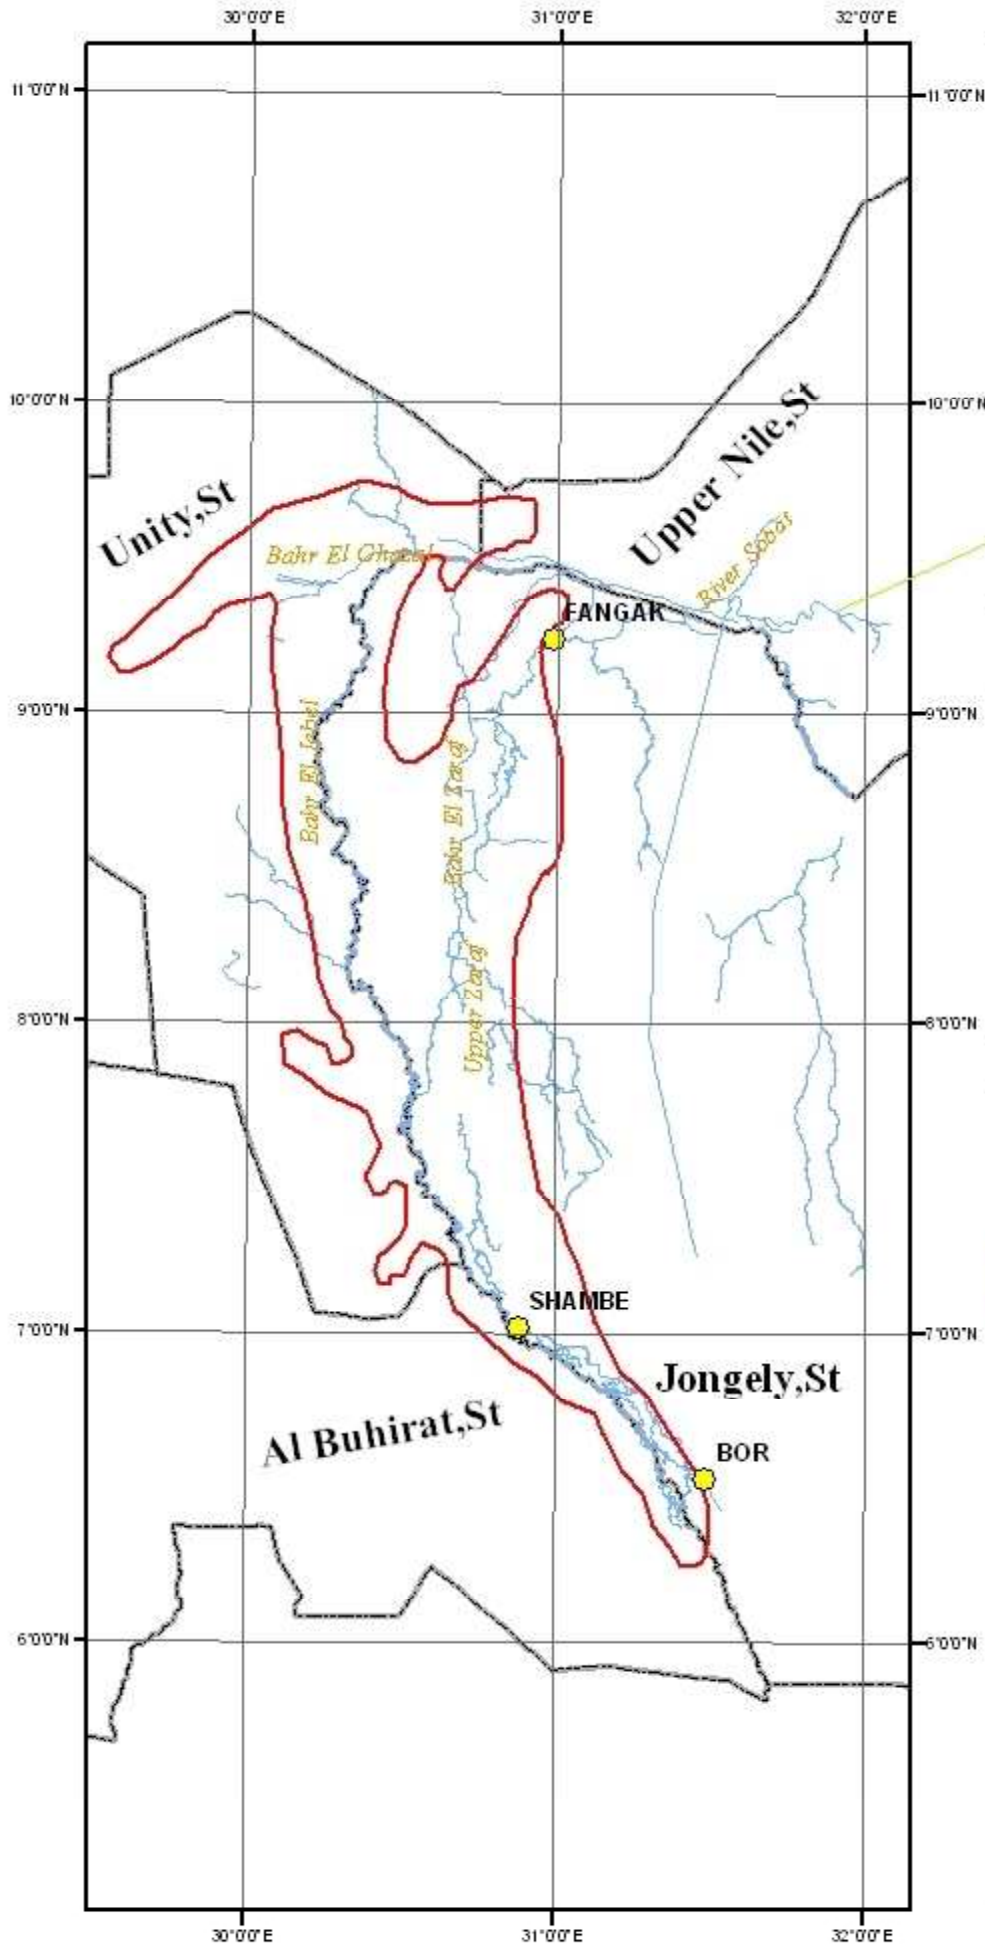 30°0'0"E
31°0'0"E
32°0'0"E
11°0'0"N
11°0'0"N
10°0'0"N
10°0'0"N
Upper Nile,St
Unity,St
River Sobas
Bahr El Ghazal
FANGAK
9°0'0"N
9°0'0"N
Bahr El Jabel
Bahr El Zaraf
Upper Zaraf
8°0'0"N
8°0'0"N
SHAMBE
7°0'0"N
7°0'0"N
Jongely,St
Al Buhirat,St
BOR
6°0'0"N
6°0'0"N
30°0'0"E
31°0'0"E
32°0'0"E